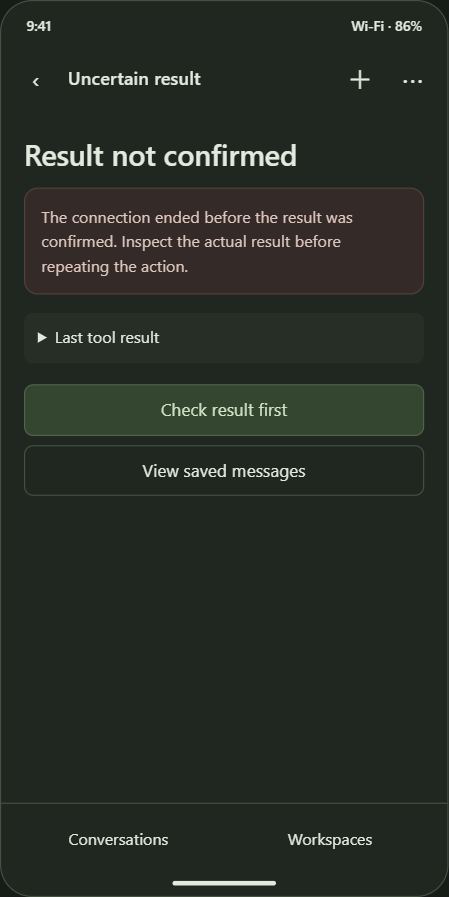 9:41
Wi-Fi · 86%
‹ Uncertain result + ...
Result not confirmed
The connection ended before the result was
confirmed. Inspect the actual result before
repeating the action.
▶ Last tool result
Check result first
View saved messages
Conversations
Workspaces